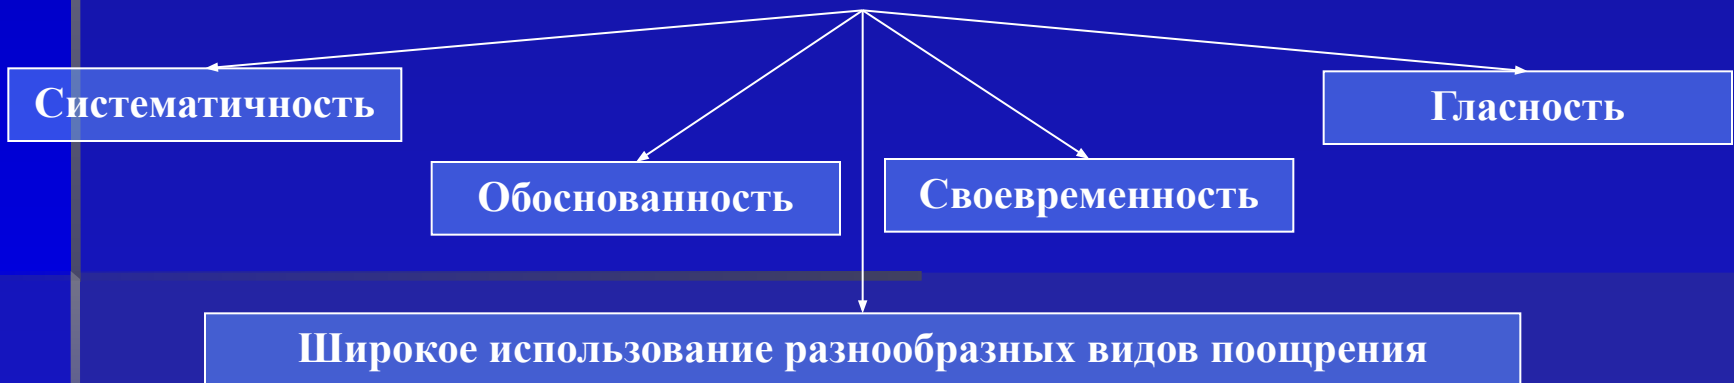 Систематичность
Гласность
Обоснованность
Своевременность
Широкое использование разнообразных видов поощрения